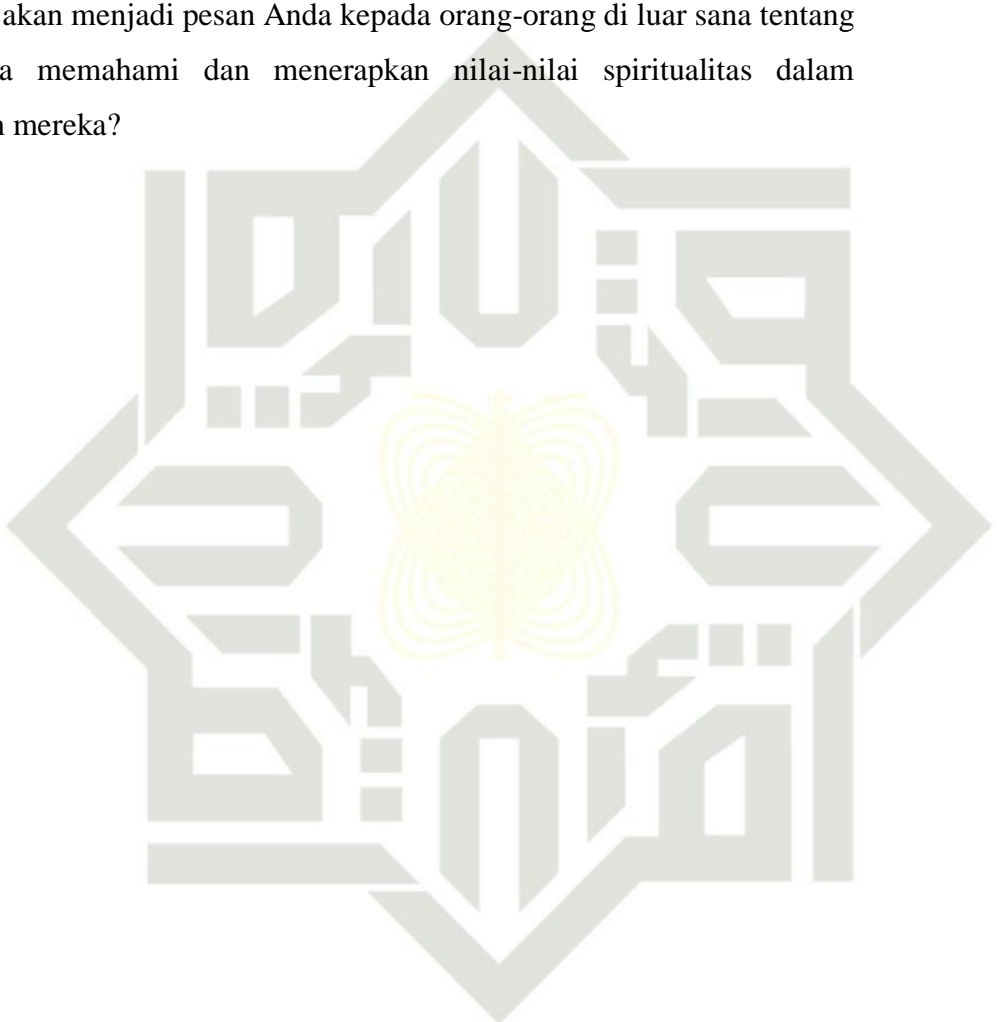 akan menjadi pesan Anda kepada orang-orang di luar sana tentang
memahami dan menerapkan nilai-nilai spiritualitas dalam
mereka?